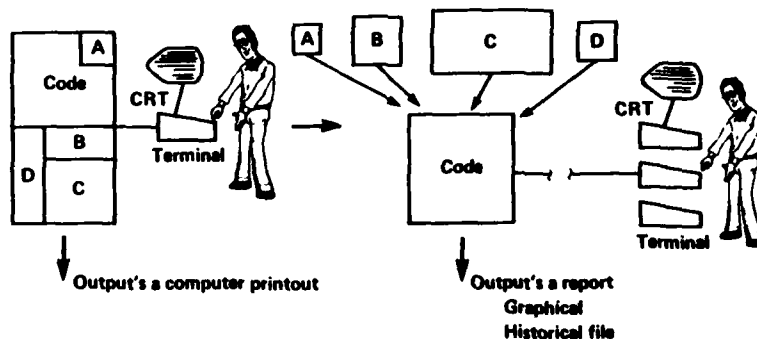 A
Code
CRT
Terminal
B
D
C
Output's a computer printout
A
B
C
D
Code
CRT
Terminal
Output's a report
Graphical
Historical file